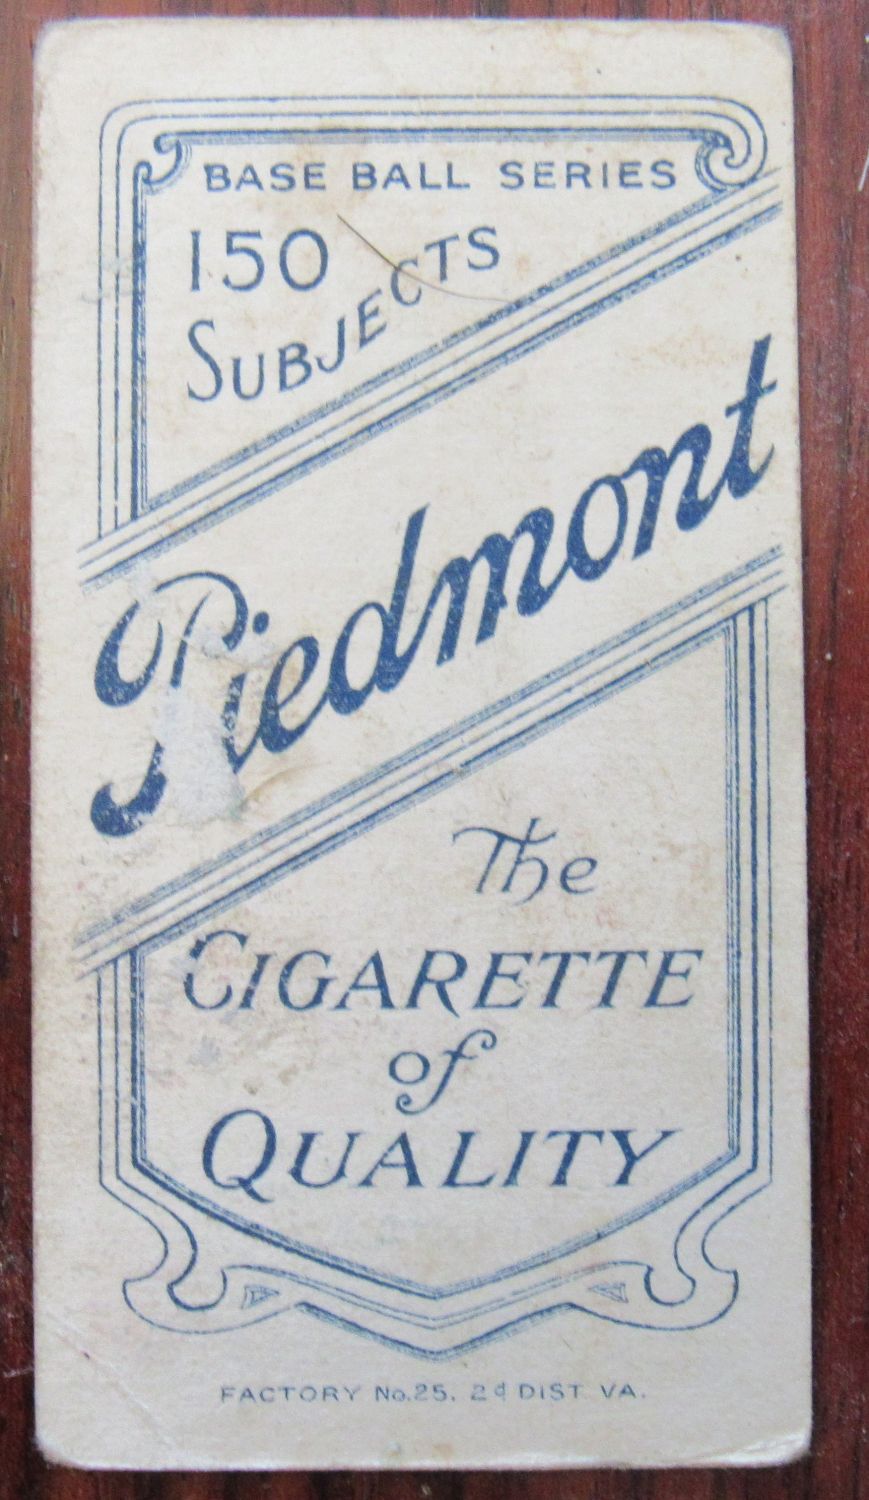 BASE BALL SERIES
150
SUBJECTS
Piedmont
The
CIGARETTE
of
QUALITY
FACTORY No.25, 2d DIST. VA.